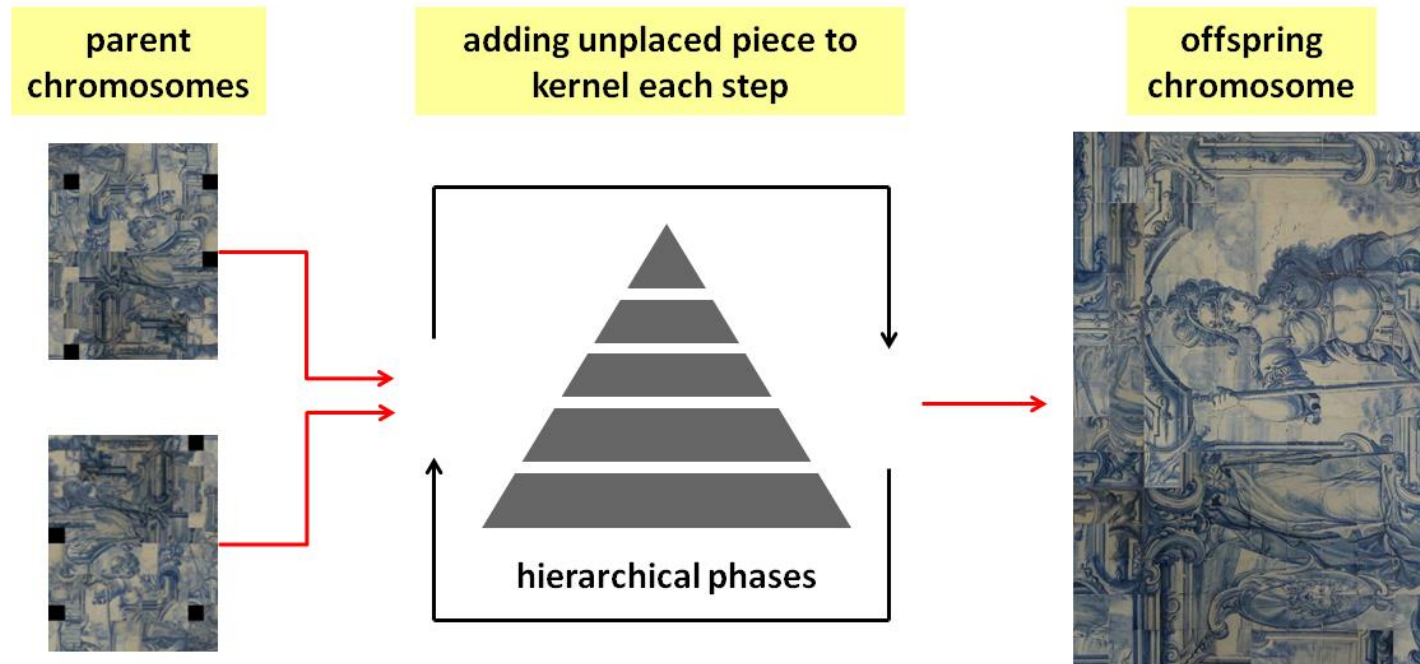 parent
chromosomes
adding unplaced piece to
kernel each step
offspring
chromosome
hierarchical phases